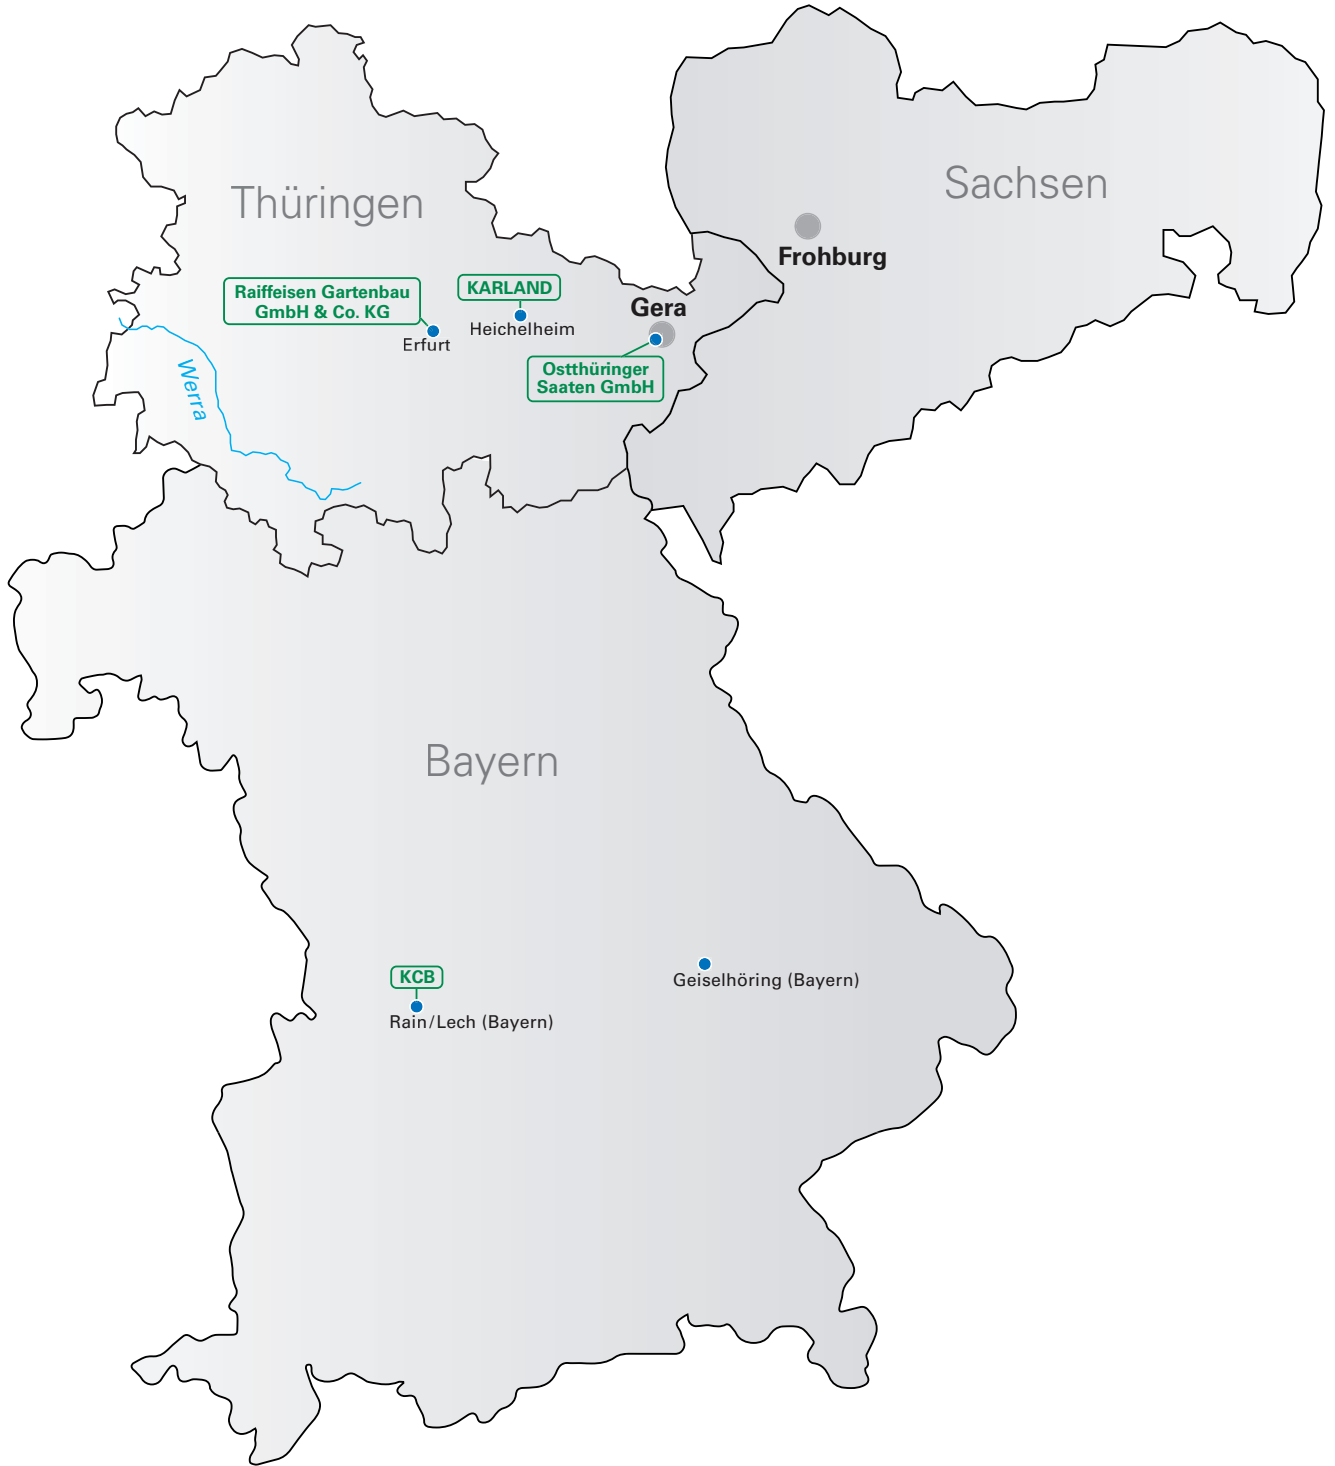 Thüringen
Sachsen
Frohburg
Raiffeisen Gartenbau
GmbH & Co. KG
Erfurt
KARLAND
Heichelheim
Gera
Ostthüringer
Saaten GmbH
Werra
Bayern
KCB
Rain/Lech (Bayern)
Geiselhöring (Bayern)